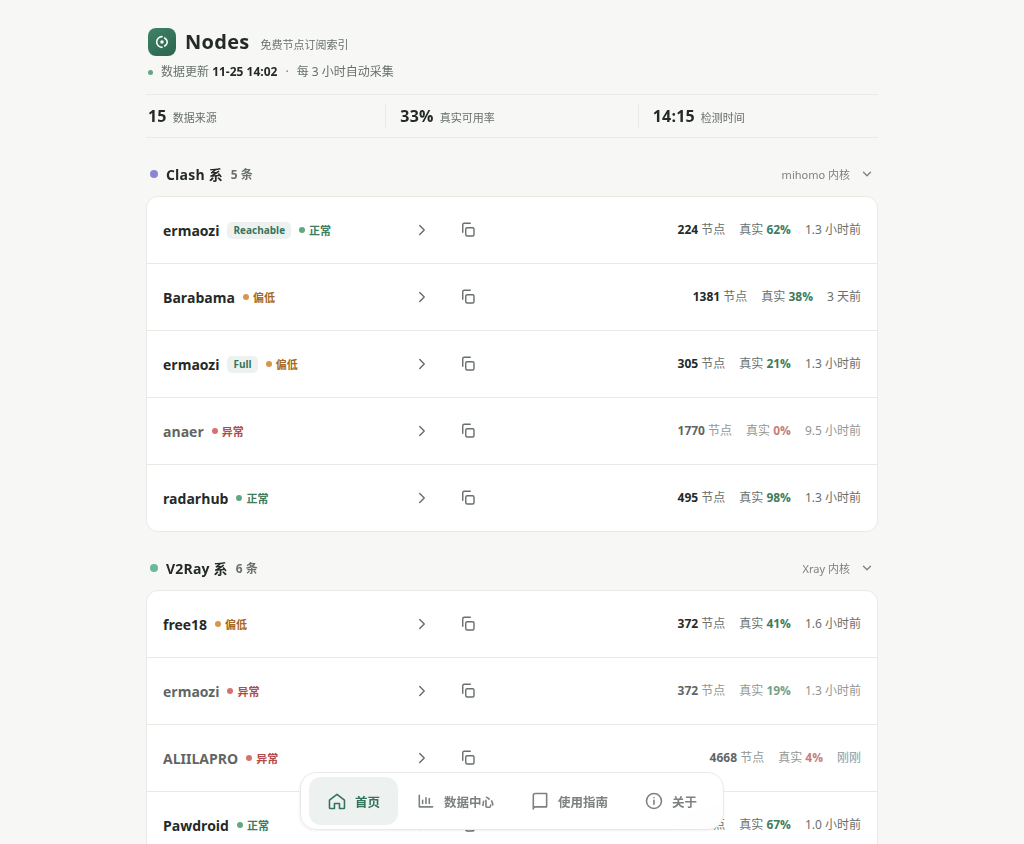 Nodes 免费节点订阅索引
数据更新 11-25 14:02 · 每 3 小时自动采集
15 数据来源 33% 真实可用率 14:15 检测时间
Clash 系 5 条 mihomo 内核
ermaozi Reachable 正常 224 节点 真实 62% 1.3 小时前
Barabama 偏低 1381 节点 真实 38% 3 天前
ermaozi Full 偏低 305 节点 真实 21% 1.3 小时前
anaer 异常 1770 节点 真实 0% 9.5 小时前
radarhub 正常 495 节点 真实 98% 1.3 小时前
V2Ray 系 6 条 Xray 内核
free18 偏低 372 节点 真实 41% 1.6 小时前
ermaozi 异常 372 节点 真实 19% 1.3 小时前
ALIILAPRO 异常 4668 节点 真实 4% 刚刚
Pawdroid 正常 真实 67% 1.0 小时前
首页 数据中心 使用指南 关于